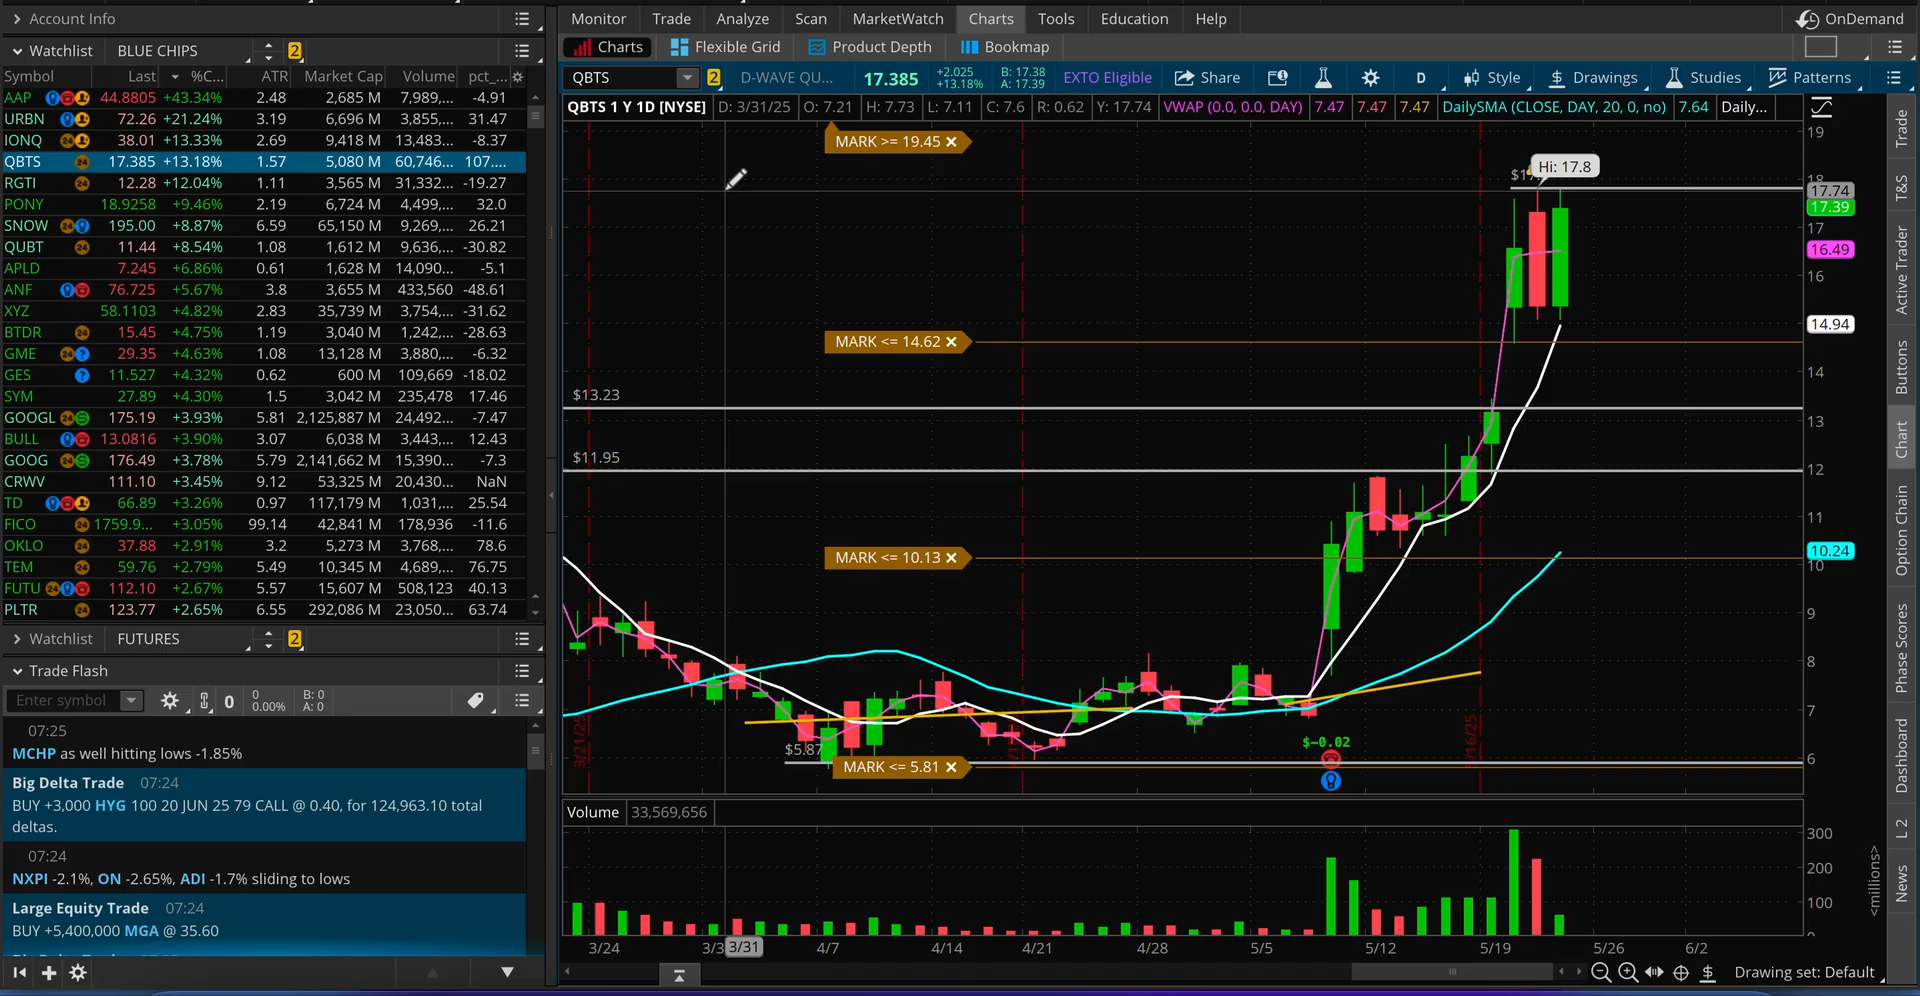 Account Info
Watchlist BLUE CHIPS 2
Symbol Last %C... ATR Market Cap Volume pct_...
AAP 44.8805 +43.34% 2.48 2,685 M 7,989,... -4.91
URBN 72.26 +21.24% 3.19 6,696 M 3,855,... 31.47
IONQ 24 38.01 +13.33% 2.69 9,418 M 13,483... -8.37
QBTS 24 17.385 +13.18% 1.57 5,080 M 60,746... 107....
RGTI 24 12.28 +12.04% 1.11 3,565 M 31,332... -19.27
PONY 18.9258 +9.46% 2.19 6,724 M 4,499,... 32.0
SNOW 24 195.00 +8.87% 6.59 65,150 M 9,269,... 26.21
QUBT 24 11.44 +8.54% 1.08 1,612 M 9,636,... -30.82
APLD 7.245 +6.86% 0.61 1,628 M 14,090... -5.1
ANF 76.725 +5.67% 3.8 3,655 M 433,560 -48.61
XYZ 58.1103 +4.82% 2.83 35,739 M 3,754,... -31.62
BTDR 24 15.45 +4.75% 1.19 3,040 M 1,242,... -28.63
GME 24 ? 29.35 +4.63% 1.08 13,128 M 3,880,... -6.32
GES ? 11.527 +4.32% 0.62 600 M 109,669 -18.02
SYM 27.89 +4.30% 1.5 3,042 M 235,478 17.46
GOOGL 24 S 175.19 +3.93% 5.81 2,125,887 M 24,492... -7.47
BULL 13.0816 +3.90% 3.07 6,038 M 3,443,... 12.43
GOOG 24 S 176.49 +3.78% 5.79 2,141,662 M 15,390... -7.3
CRWV 111.10 +3.45% 9.12 53,325 M 20,430... NaN
TD 66.89 +3.26% 0.97 117,179 M 1,031,... 25.54
FICO 24 1759.9... +3.05% 99.14 42,841 M 178,936 -11.6
OKLO 24 37.88 +2.91% 3.2 5,273 M 3,768,... 78.6
TEM 24 59.76 +2.79% 5.49 10,345 M 4,689,... 76.75
FUTU 24 112.10 +2.67% 5.57 15,607 M 508,123 40.13
PLTR 24 123.77 +2.65% 6.55 292,086 M 23,050... 63.74
Watchlist FUTURES 2
Trade Flash
Enter symbol 0 0 0.00% B: 0 A: 0
07:25
MCHP as well hitting lows -1.85%
Big Delta Trade 07:24
BUY +3,000 HYG 100 20 JUN 25 79 CALL @ 0.40, for 124,963.10 total
deltas.
07:24
NXPI -2.1%, ON -2.65%, ADI -1.7% sliding to lows
Large Equity Trade 07:24
BUY +5,400,000 MGA @ 35.60
Monitor Trade Analyze Scan MarketWatch Charts Tools Education Help OnDemand
Charts Flexible Grid Product Depth Bookmap
QBTS 2 D-WAVE QU... 17.385 +2.025 +13.18% B: 17.38 A: 17.39 EXTO Eligible Share D Style Drawings Studies Patterns
QBTS 1 Y 1D [NYSE] D: 3/31/25 O: 7.21 H: 7.73 L: 7.11 C: 7.6 R: 0.62 Y: 17.74 VWAP (0.0, 0.0, DAY) 7.47 7.47 7.47 DailySMA (CLOSE, DAY, 20, 0, no) 7.64 Daily...
MARK >= 19.45
Hi: 17.8
MARK <= 14.62
$13.23
$11.95
MARK <= 10.13
$5.87
MARK <= 5.81
$-0.02
3/21/25
5/16/25
19
18
17.74
17.39
17
16.49
16
14.94
14
13
12
11
10.24
10
9
8
7
6
Volume 33,569,656
300
200
100
0
<millions>
3/24 3/31 4/7 4/14 4/21 4/28 5/5 5/12 5/19 5/26 6/2
Drawing set: Default
Trade
T&S
Active Trader
Buttons
Chart
Option Chain
Phase Scores
Dashboard
L 2
News